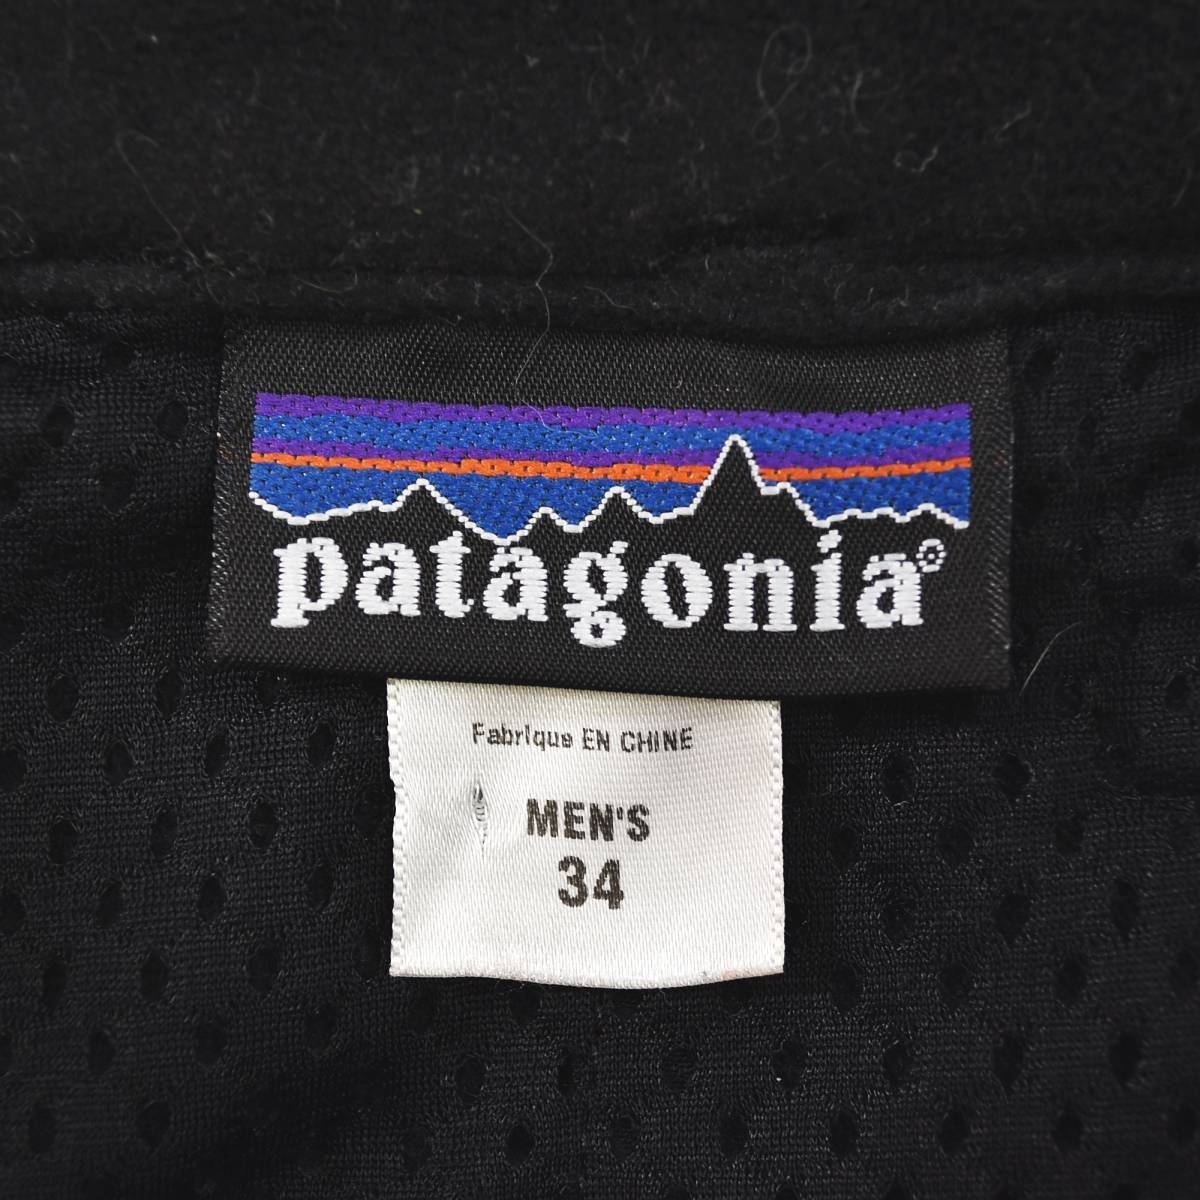 patagonia®
Fabrique EN CHINE
MEN'S
34